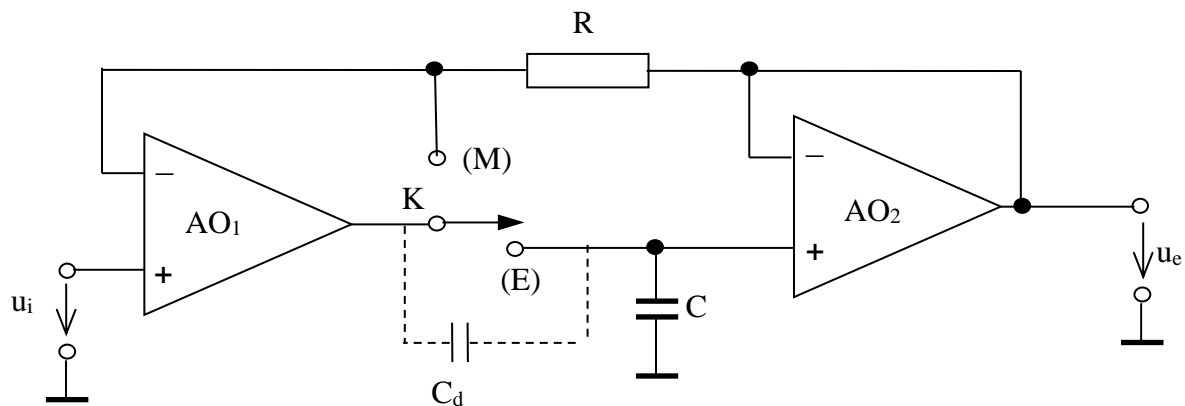 R
(M)
K
− AO₁ +
− AO₂ +
(E)
uᵢ
C
uₑ
C_d